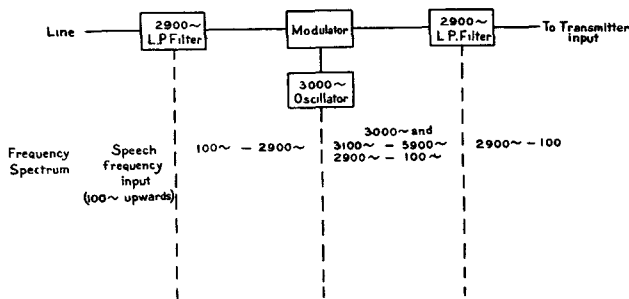 Line
2900~
L.P Filter
Modulator
2900~
L.P. Filter
To Transmitter
input
3000~
Oscillator
Frequency
Spectrum
Speech
frequency
input
(100~ upwards)
100~ – 2900~
3000~ and
3100~ – 5900~
2900~ – 100~
2900~ – 100